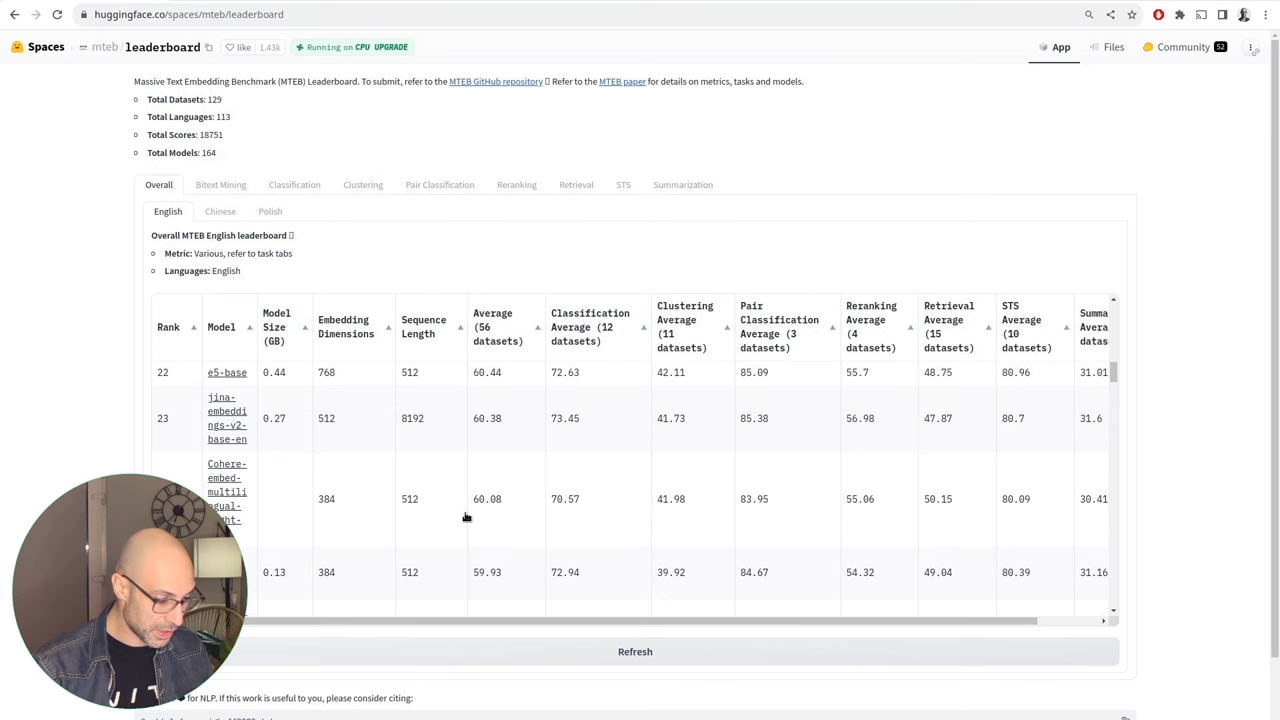 huggingface.co/spaces/mteb/leaderboard
Spaces mteb/leaderboard like 1.43k Running on CPU UPGRADE App Files Community 52
Massive Text Embedding Benchmark (MTEB) Leaderboard. To submit, refer to the MTEB GitHub repository Refer to the MTEB paper for details on metrics, tasks and models.
Total Datasets: 129
Total Languages: 113
Total Scores: 18751
Total Models: 164
Overall Bitext Mining Classification Clustering Pair Classification Reranking Retrieval STS Summarization
English Chinese Polish
Overall MTEB English leaderboard
Metric: Various, refer to task tabs
Languages: English
Rank Model Model Size (GB) Embedding Dimensions Sequence Length Average (56 datasets) Classification Average (12 datasets) Clustering Average (11 datasets) Pair Classification Average (3 datasets) Reranking Average (4 datasets) Retrieval Average (15 datasets) STS Average (10 datasets) Summa Avera datas
22 e5-base 0.44 768 512 60.44 72.63 42.11 85.09 55.7 48.75 80.96 31.01
23 jina-embeddings-v2-base-en 0.27 512 8192 60.38 73.45 41.73 85.38 56.98 47.87 80.7 31.6
Cohere-embed-multili gual- ht- 384 512 60.08 70.57 41.98 83.95 55.06 50.15 80.09 30.41
0.13 384 512 59.93 72.94 39.92 84.67 54.32 49.04 80.39 31.16
Refresh
for NLP. If this work is useful to you, please consider citing: